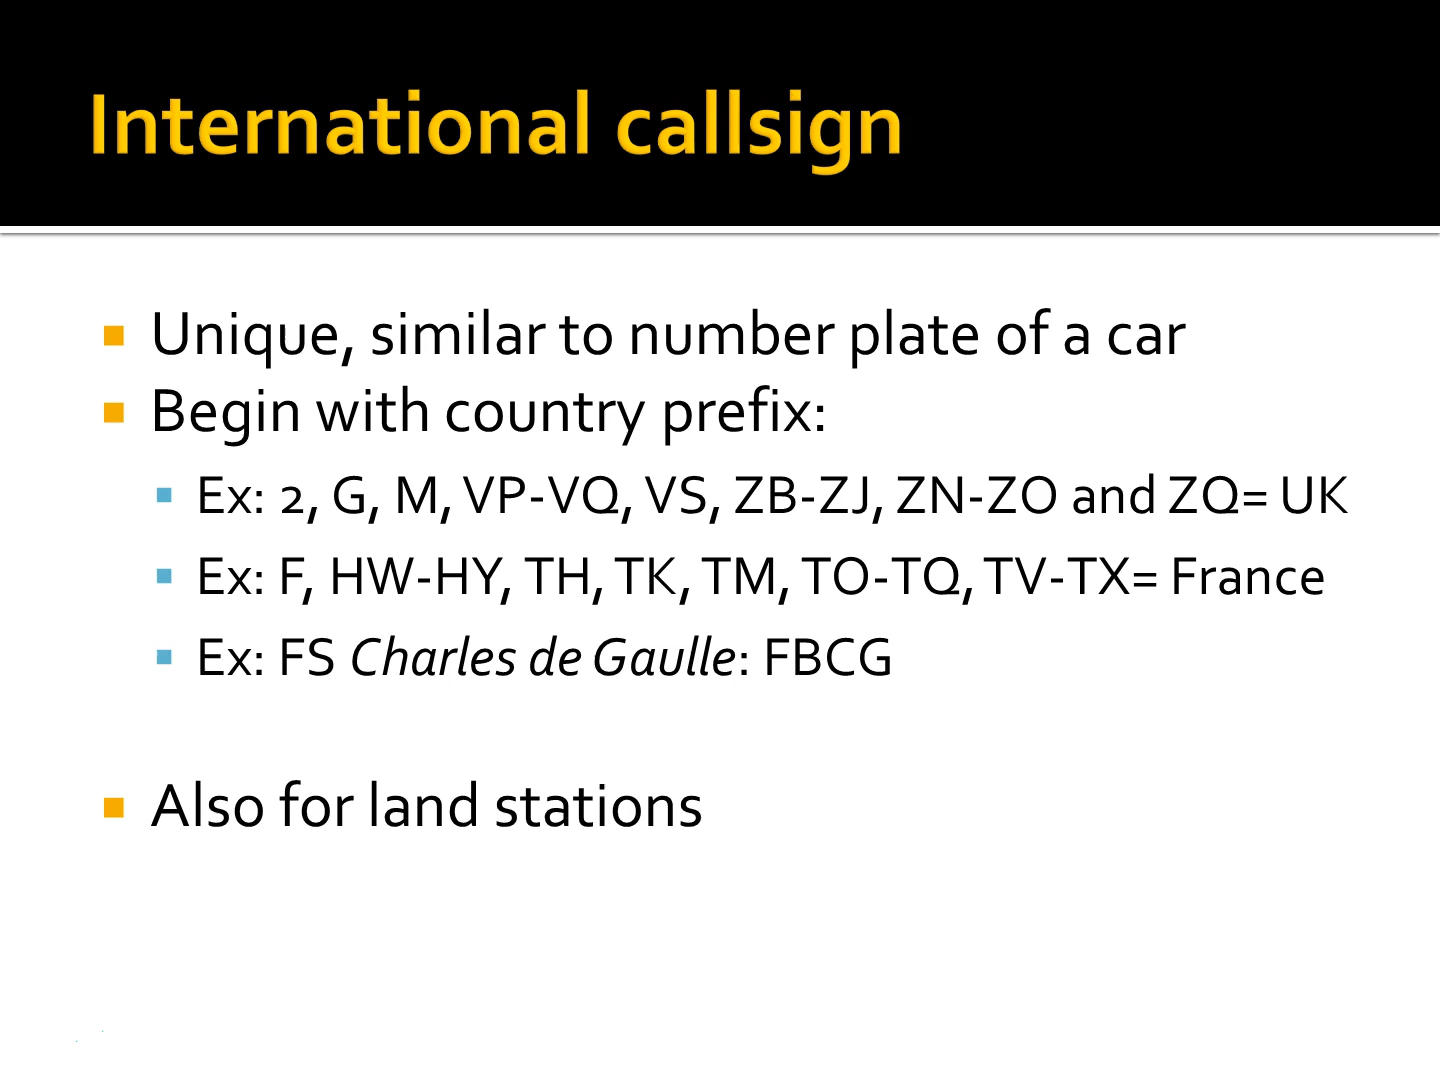 International callsign
Unique, similar to number plate of a car
Begin with country prefix:
Ex: 2, G, M, VP-VQ, VS, ZB-ZJ, ZN-ZO and ZQ= UK
Ex: F, HW-HY, TH, TK, TM, TO-TQ, TV-TX= France
Ex: FS Charles de Gaulle: FBCG
Also for land stations